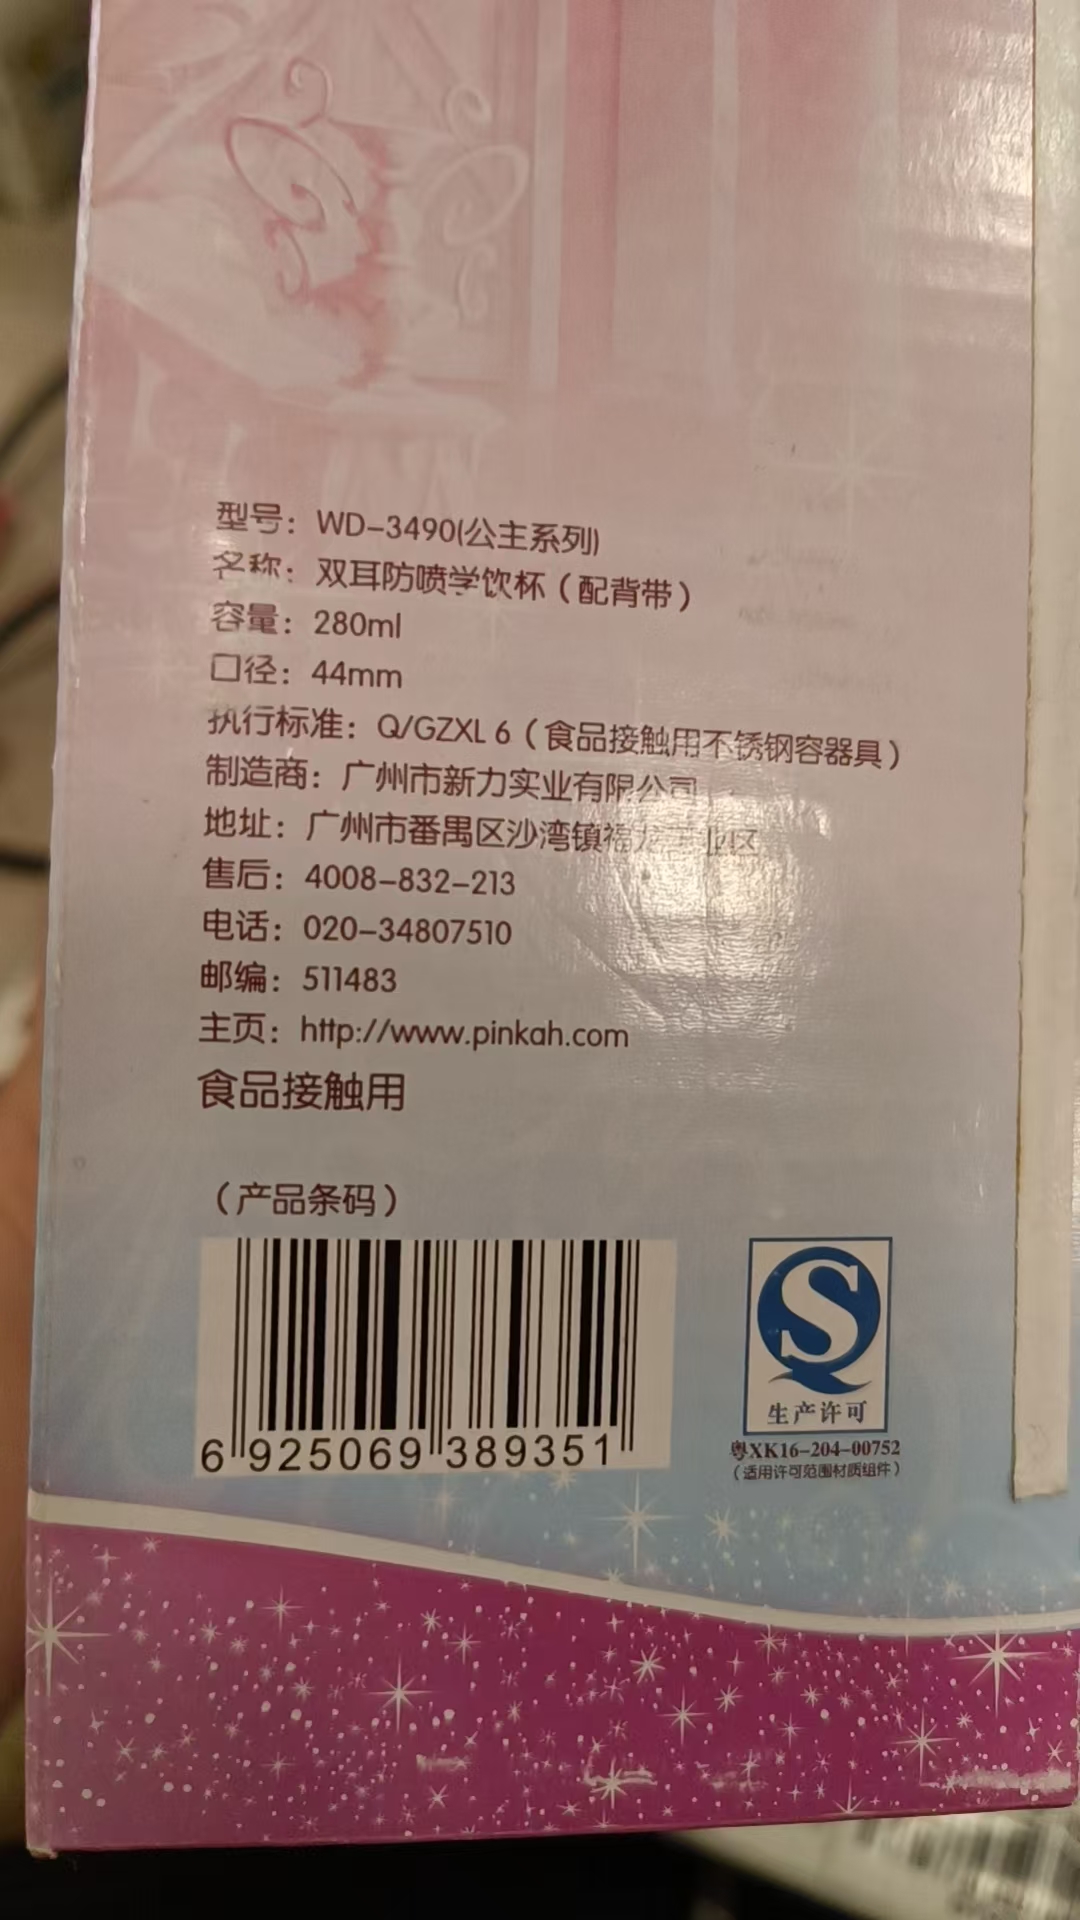 型号：WD-3490(公主系列)
名称：双耳防喷学饮杯（配背带）
容量：280ml
口径：44mm
执行标准：Q/GZXL 6（食品接触用不锈钢容器具）
制造商：广州市新力实业有限公司
地址：广州市番禺区沙湾镇福龙工业区
售后：4008-832-213
电话：020-34807510
邮编：511483
主页：http://www.pinkah.com
食品接触用
（产品条码）
6 925069 389351
S
生产许可
粤XK16-204-00752
（适用许可范围材质组件）